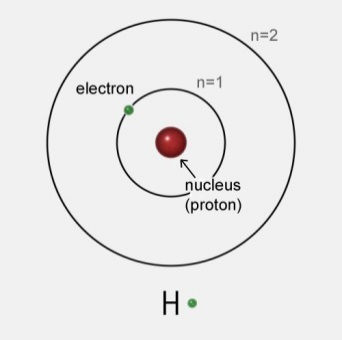 n=2
n=1
electron
nucleus
(proton)
H